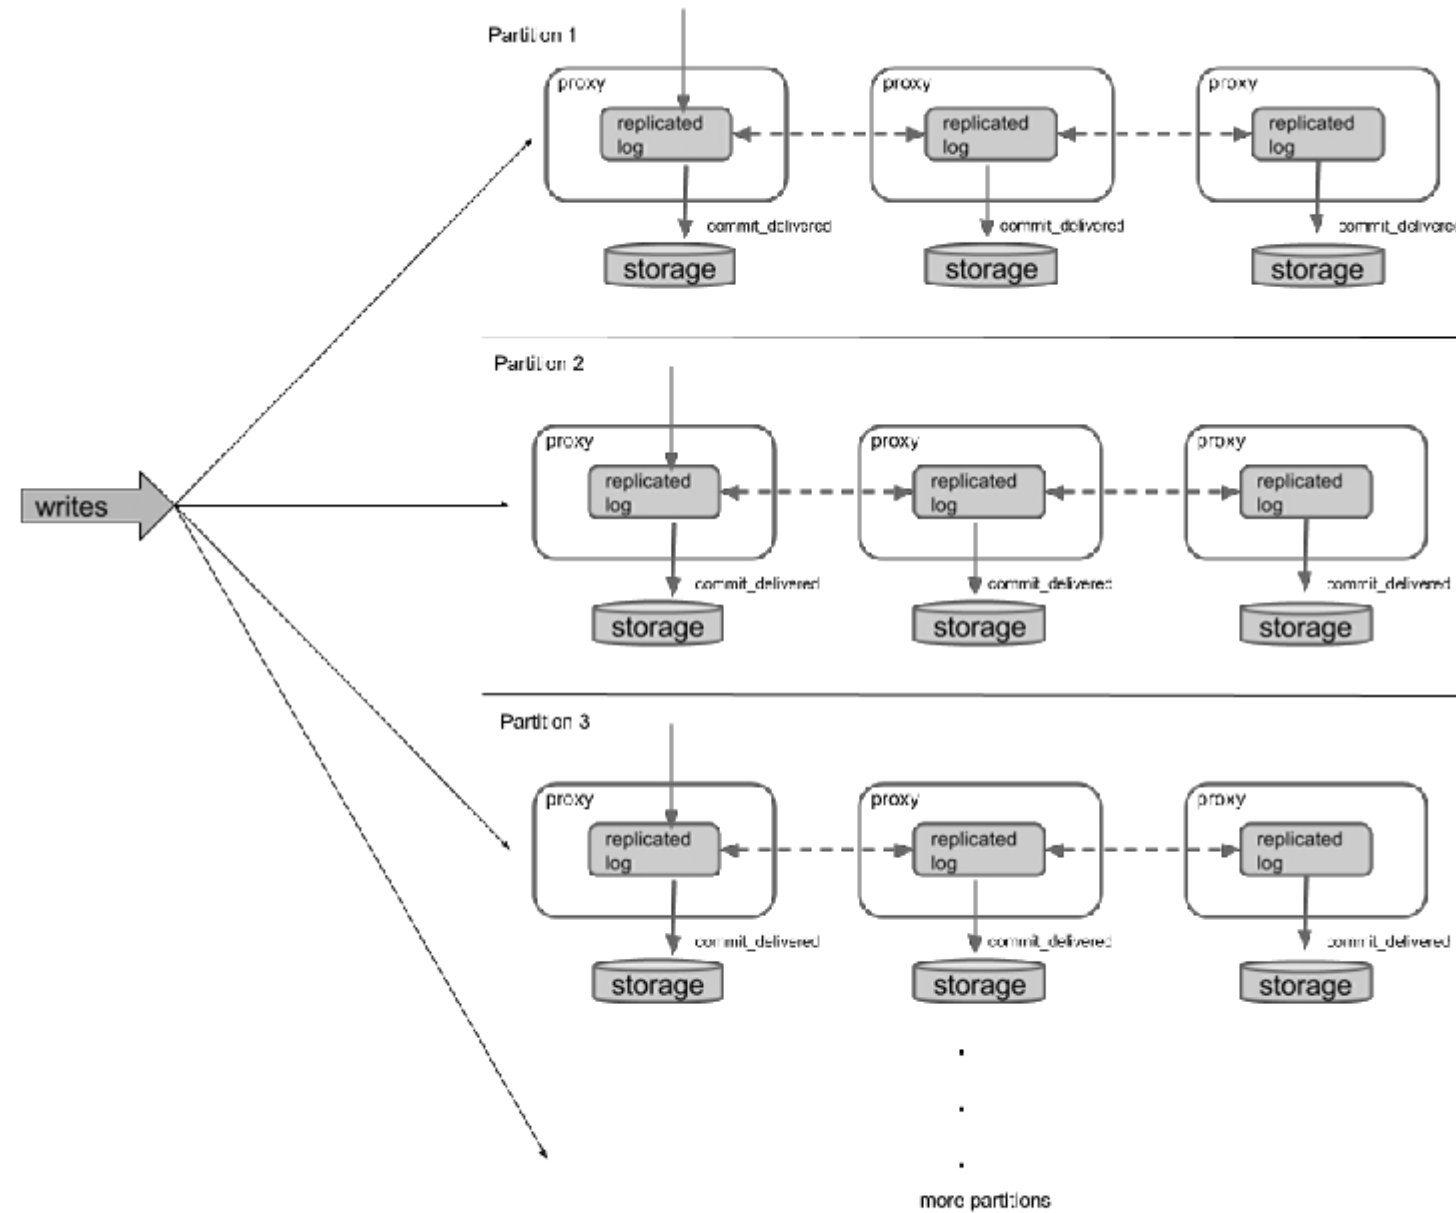 Partition 1
proxy
proxy
proxy
replicated
log
replicated
log
replicated
log
commit_delivered
commit_delivered
commit_delivered
storage
storage
storage
Partition 2
proxy
proxy
proxy
replicated
log
replicated
log
replicated
log
writes
commit_delivered
commit_delivered
commit_delivered
storage
storage
storage
Partition 3
proxy
proxy
proxy
replicated
log
replicated
log
replicated
log
commit_delivered
commit_delivered
commit_delivered
storage
storage
storage
more partitions